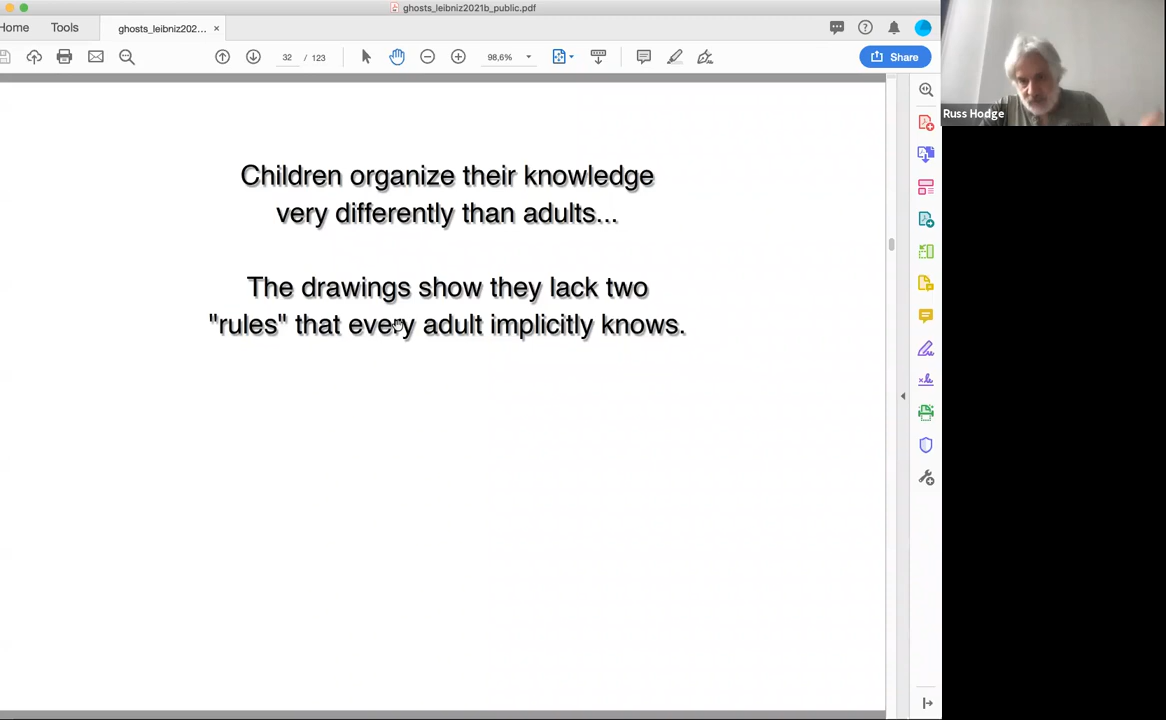 ghosts_leibniz2021b_public.pdf
Home
Tools
ghosts_leibniz202...
32 / 123
98,6%
Share
Russ Hodge
Children organize their knowledge
very differently than adults...
The drawings show they lack two
"rules" that every adult implicitly knows.